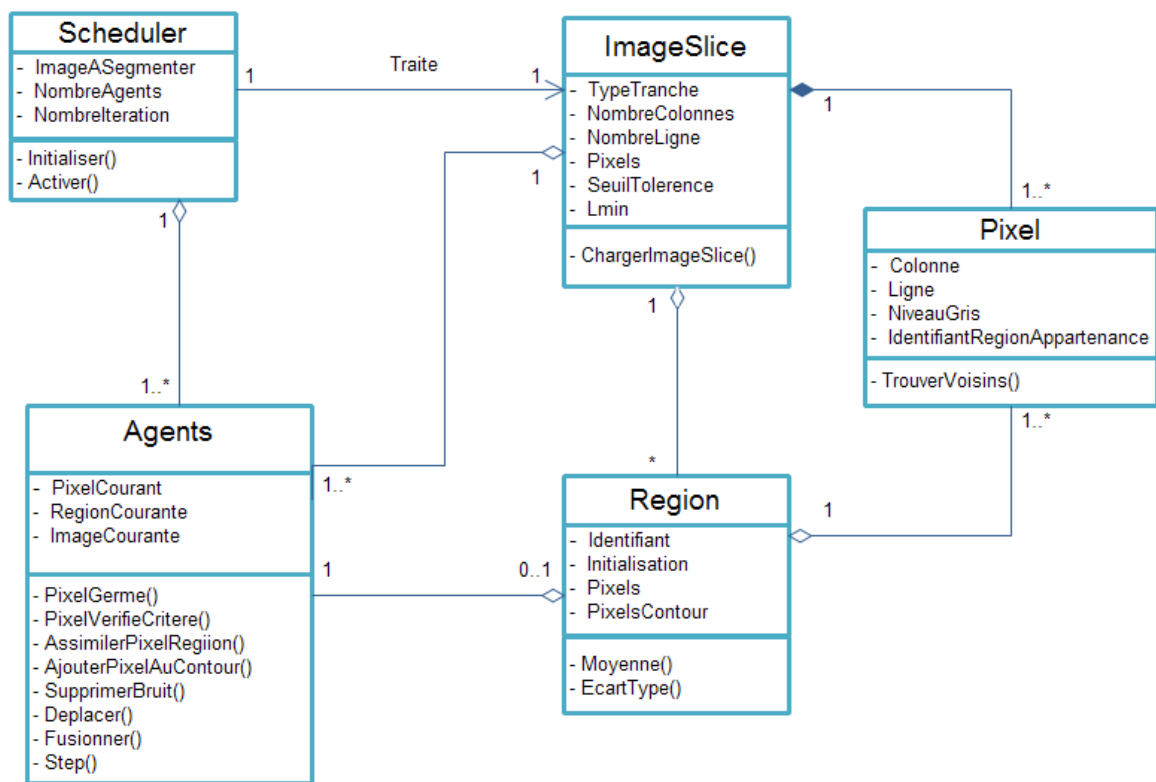 Scheduler
- ImageASegmenter
- NombreAgents
- NombreIteration
- Initialiser()
- Activer()
1
Traite
1
ImageSlice
- TypeTranche
- NombreColonnes
- NombreLigne
- Pixels
- SeuilTolerence
- Lmin
- ChargerImageSlice()
1
1
1
1
1..*
Pixel
- Colonne
- Ligne
- NiveauGris
- IdentifiantRegionAppartenance
- TrouverVoisins()
1..*
1..*
Agents
- PixelCourant
- RegionCourante
- ImageCourante
- PixelGerme()
- PixelVerifieCritere()
- AssimilerPixelRegiion()
- AjouterPixelAuContour()
- SupprimerBruit()
- Deplacer()
- Fusionner()
- Step()
1..*
1
0..1
*
Region
- Identifiant
- Initialisation
- Pixels
- PixelsContour
- Moyenne()
- EcartType()
1